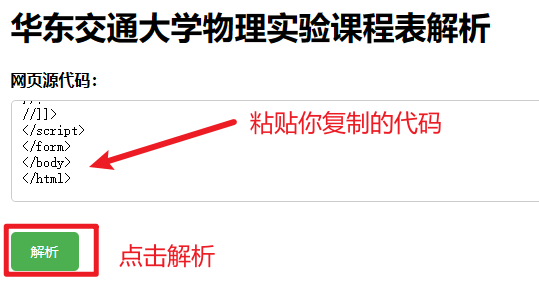 华东交通大学物理实验课程表解析
网页源代码：
//]]>
</script>
</form>
</body>
</html>
粘贴你复制的代码
解析
点击解析